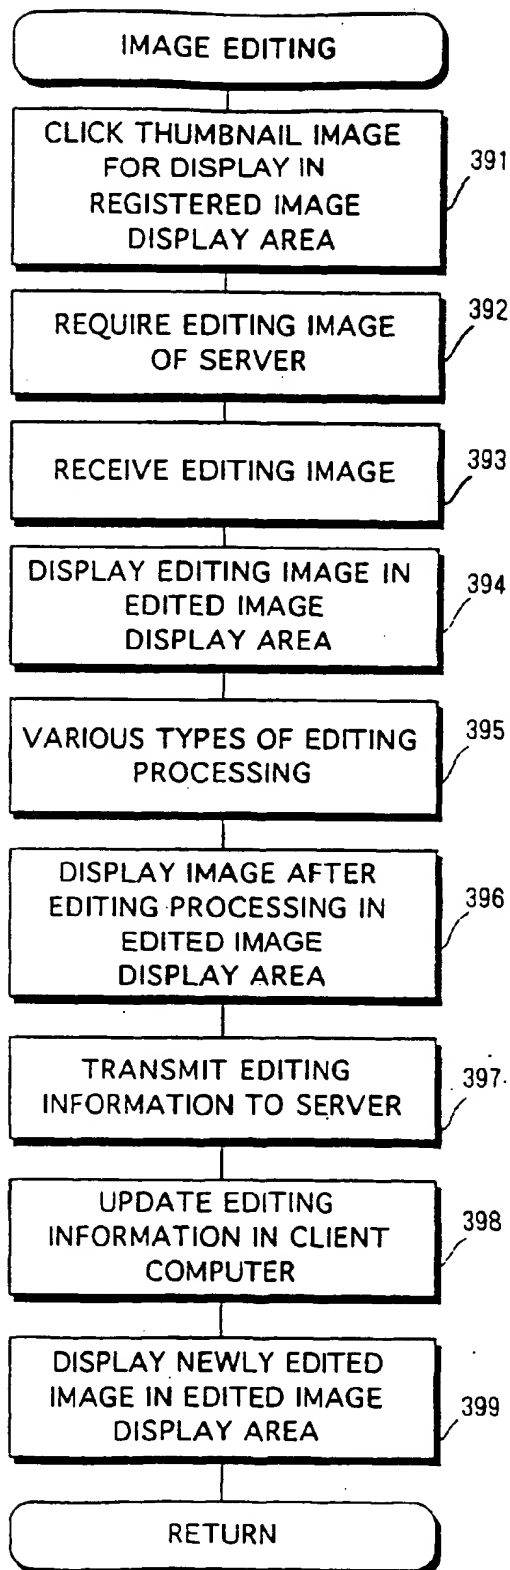 IMAGE EDITING
CLICK THUMBNAIL IMAGE
FOR DISPLAY IN
REGISTERED IMAGE
DISPLAY AREA
391
REQUIRE EDITING IMAGE
OF SERVER
392
RECEIVE EDITING IMAGE
393
DISPLAY EDITING IMAGE IN
EDITED IMAGE
DISPLAY AREA
394
VARIOUS TYPES OF EDITING
PROCESSING
395
DISPLAY IMAGE AFTER
EDITING PROCESSING IN
EDITED IMAGE
DISPLAY AREA
396
TRANSMIT EDITING
INFORMATION TO SERVER
397
UPDATE EDITING
INFORMATION IN CLIENT
COMPUTER
398
DISPLAY NEWLY EDITED
IMAGE IN EDITED IMAGE
DISPLAY AREA
399
RETURN